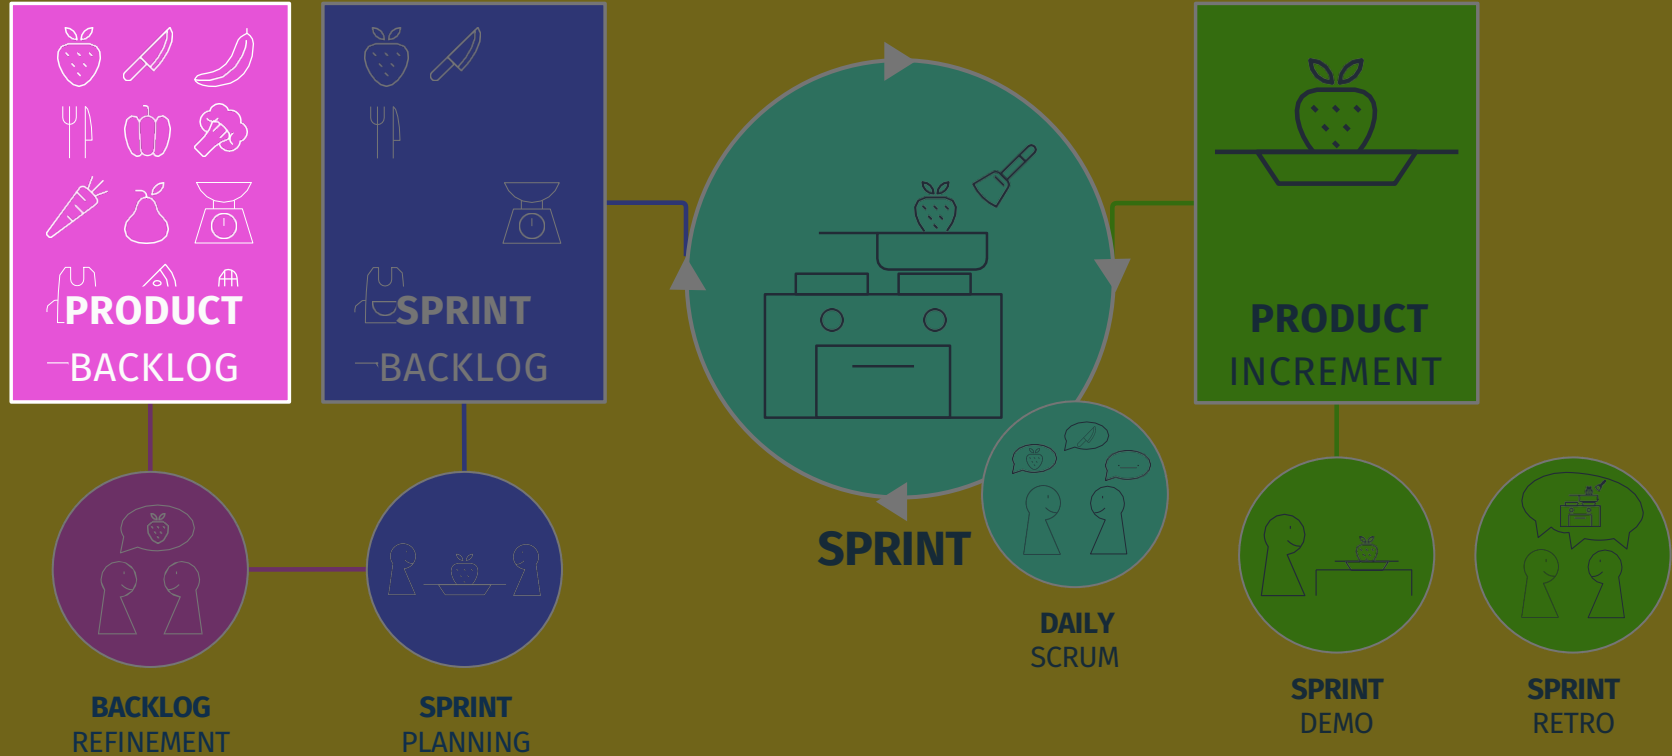 PRODUCT
BACKLOG
SPRINT
BACKLOG
PRODUCT
INCREMENT
SPRINT
DAILY
SCRUM
BACKLOG
REFINEMENT
SPRINT
PLANNING
SPRINT
DEMO
SPRINT
RETRO